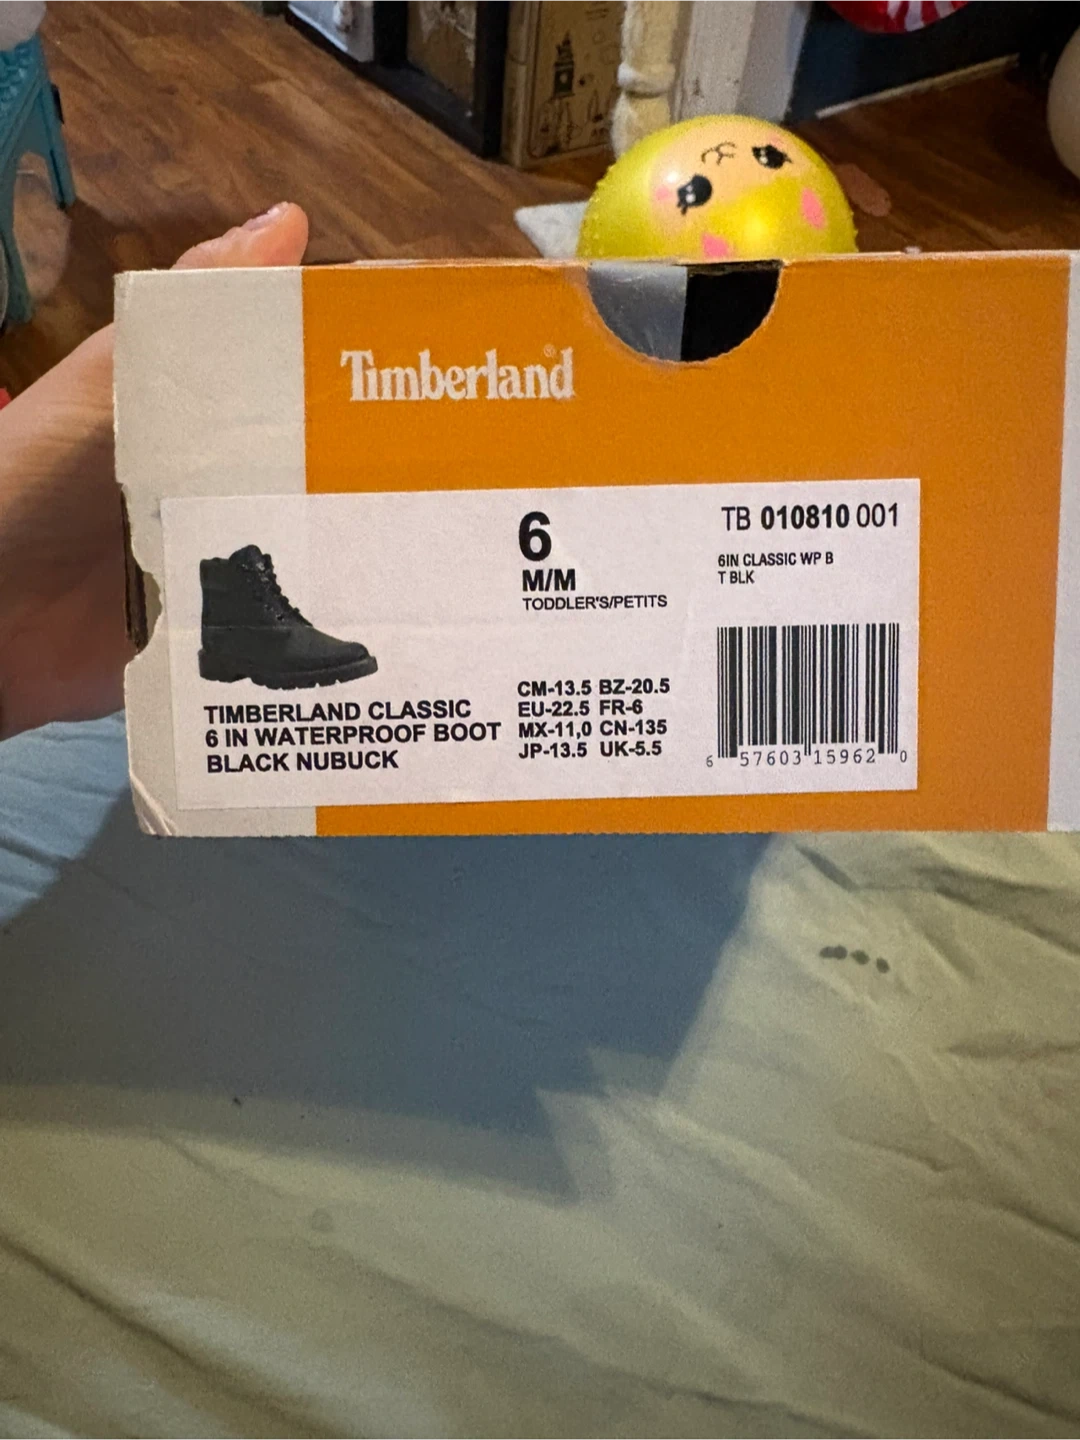 Timberland®
6
M/M
TODDLER'S/PETITS
TB 010810 001
6IN CLASSIC WP B
T BLK
TIMBERLAND CLASSIC
6 IN WATERPROOF BOOT
BLACK NUBUCK
CM-13.5 BZ-20.5
EU-22.5 FR-6
MX-11,0 CN-135
JP-13.5 UK-5.5
6 57603 15962 0